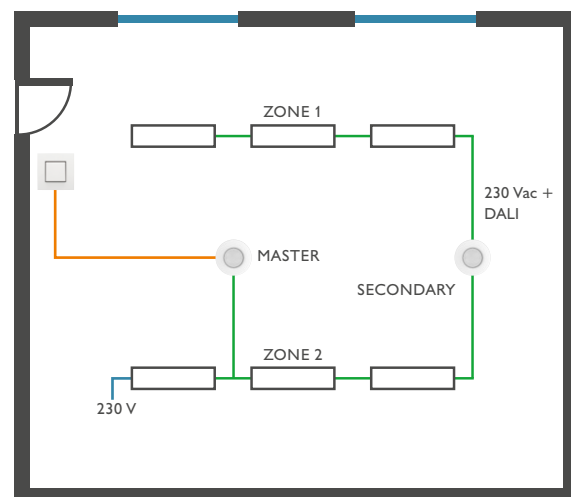 ZONE 1
230 Vac +
DALI
MASTER
SECONDARY
ZONE 2
230 V